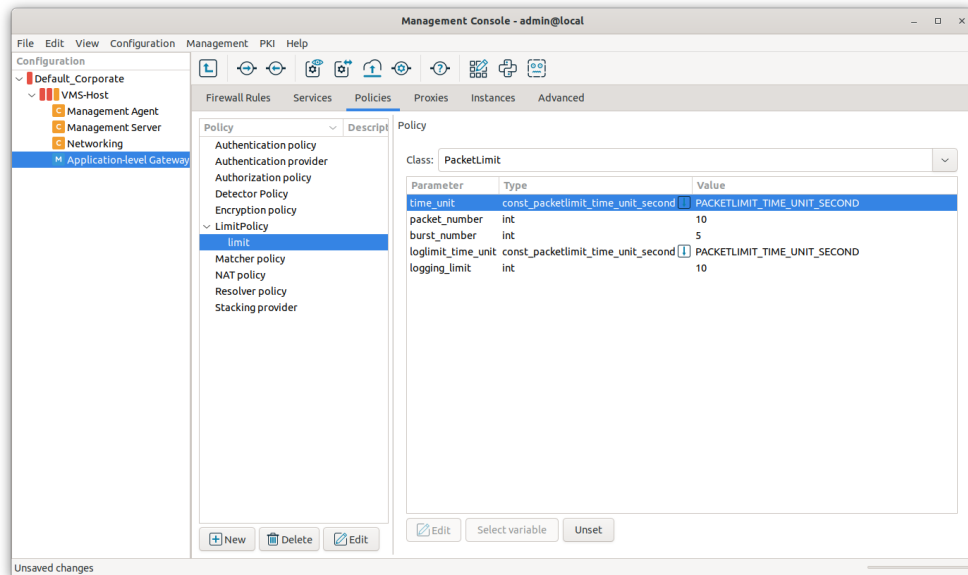 Management Console - admin@local
File Edit View Configuration Management PKI Help
Configuration
Default_Corporate
VMS-Host
C Management Agent
C Management Server
C Networking
M Application-level Gateway
Firewall Rules Services Policies Proxies Instances Advanced
Policy Descript
Authentication policy
Authentication provider
Authorization policy
Detector Policy
Encryption policy
LimitPolicy
limit
Matcher policy
NAT policy
Resolver policy
Stacking provider
New Delete Edit
Policy
Class: PacketLimit
Parameter Type Value
time_unit const_packetlimit_time_unit_second PACKETLIMIT_TIME_UNIT_SECOND
packet_number int 10
burst_number int 5
loglimit_time_unit const_packetlimit_time_unit_second PACKETLIMIT_TIME_UNIT_SECOND
logging_limit int 10
Edit Select variable Unset
Unsaved changes